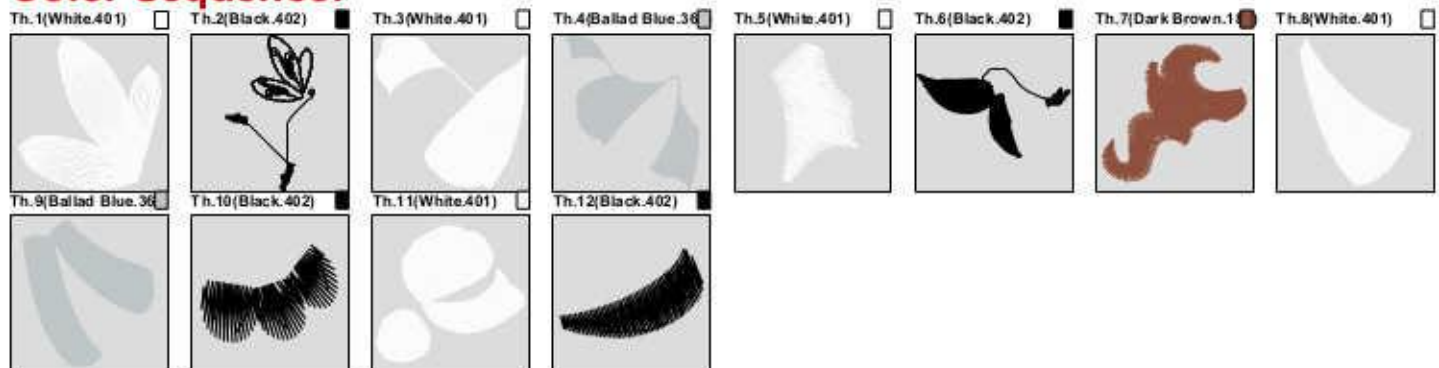 Color Sequence:
Th.1(White.401) Th.2(Black.402) Th.3(White.401) Th.4(Ballad Blue.36 Th.5(White.401) Th.6(Black.402) Th.7(Dark Brown.1 Th.8(White.401)
Th.9(Ballad Blue.36 Th.10(Black.402) Th.11(White.401) Th.12(Black.402)